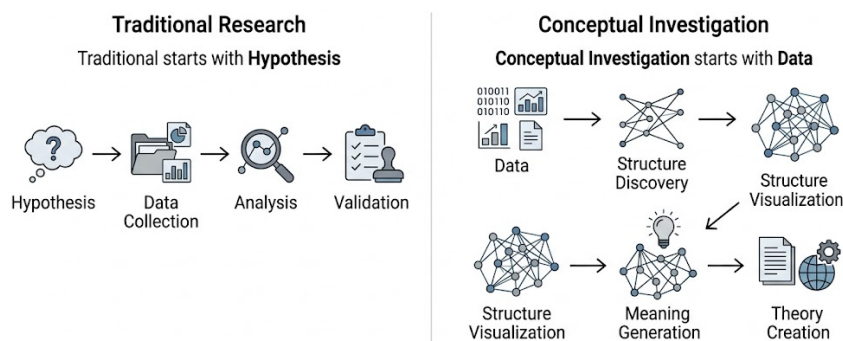 Traditional Research
Traditional starts with Hypothesis
?
Hypothesis
Data
Collection
Analysis
Validation
Conceptual Investigation
Conceptual Investigation starts with Data
010011
010110
010110
Data
Structure
Discovery
Structure
Visualization
Structure
Visualization
Meaning
Generation
Theory
Creation